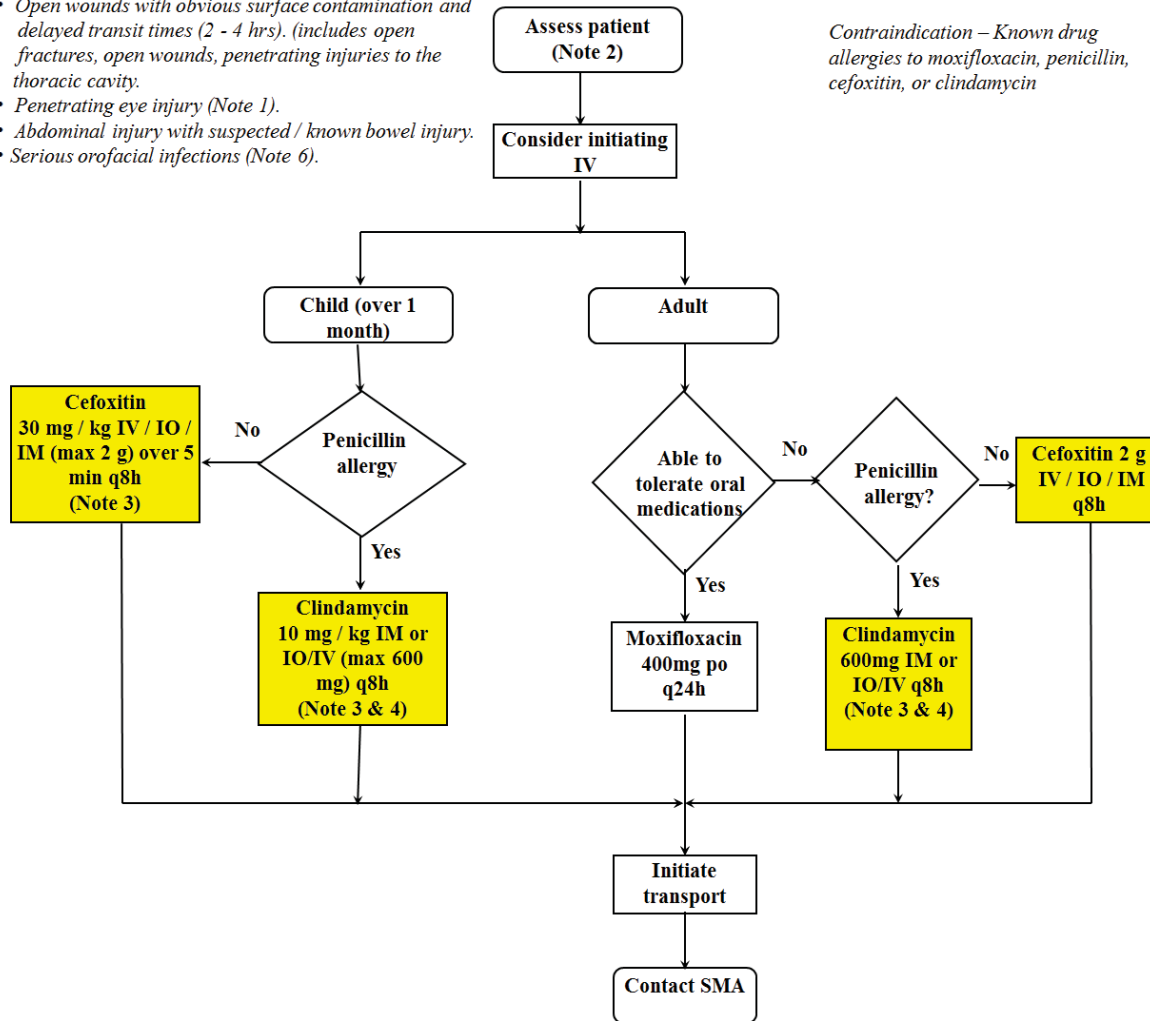 • Open wounds with obvious surface contamination and
delayed transit times (2 - 4 hrs). (includes open
fractures, open wounds, penetrating injuries to the
thoracic cavity.
• Penetrating eye injury (Note 1).
• Abdominal injury with suspected / known bowel injury.
• Serious orofacial infections (Note 6).
Assess patient
(Note 2)
Contraindication – Known drug
allergies to moxifloxacin, penicillin,
cefoxitin, or clindamycin
Consider initiating
IV
Child (over 1
month)
Adult
Cefoxitin
30 mg / kg IV / IO /
IM (max 2 g) over 5
min q8h
(Note 3)
No
Penicillin
allergy
Able to
tolerate oral
medications
No
Penicillin
allergy?
No
Cefoxitin 2 g
IV / IO / IM
q8h
Yes
Yes
Yes
Clindamycin
10 mg / kg IM or
IO/IV (max 600
mg) q8h
(Note 3 & 4)
Moxifloxacin
400mg po
q24h
Clindamycin
600mg IM or
IO/IV q8h
(Note 3 & 4)
Initiate
transport
Contact SMA